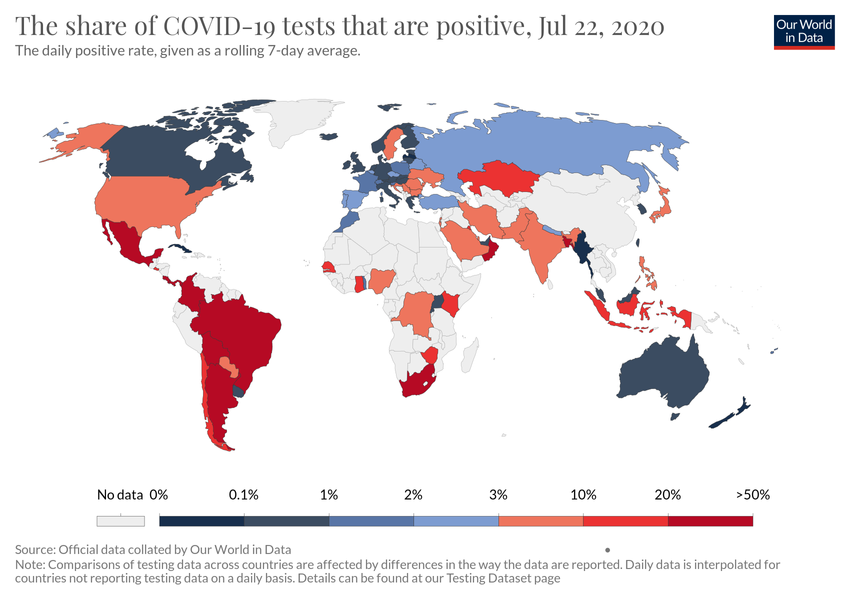 The share of COVID-19 tests that are positive, Jul 22, 2020
The daily positive rate, given as a rolling 7-day average.
Our World
in Data
No data 0% 0.1% 1% 2% 3% 10% 20% >50%
Source: Official data collated by Our World in Data
Note: Comparisons of testing data across countries are affected by differences in the way the data are reported. Daily data is interpolated for
countries not reporting testing data on a daily basis. Details can be found at our Testing Dataset page